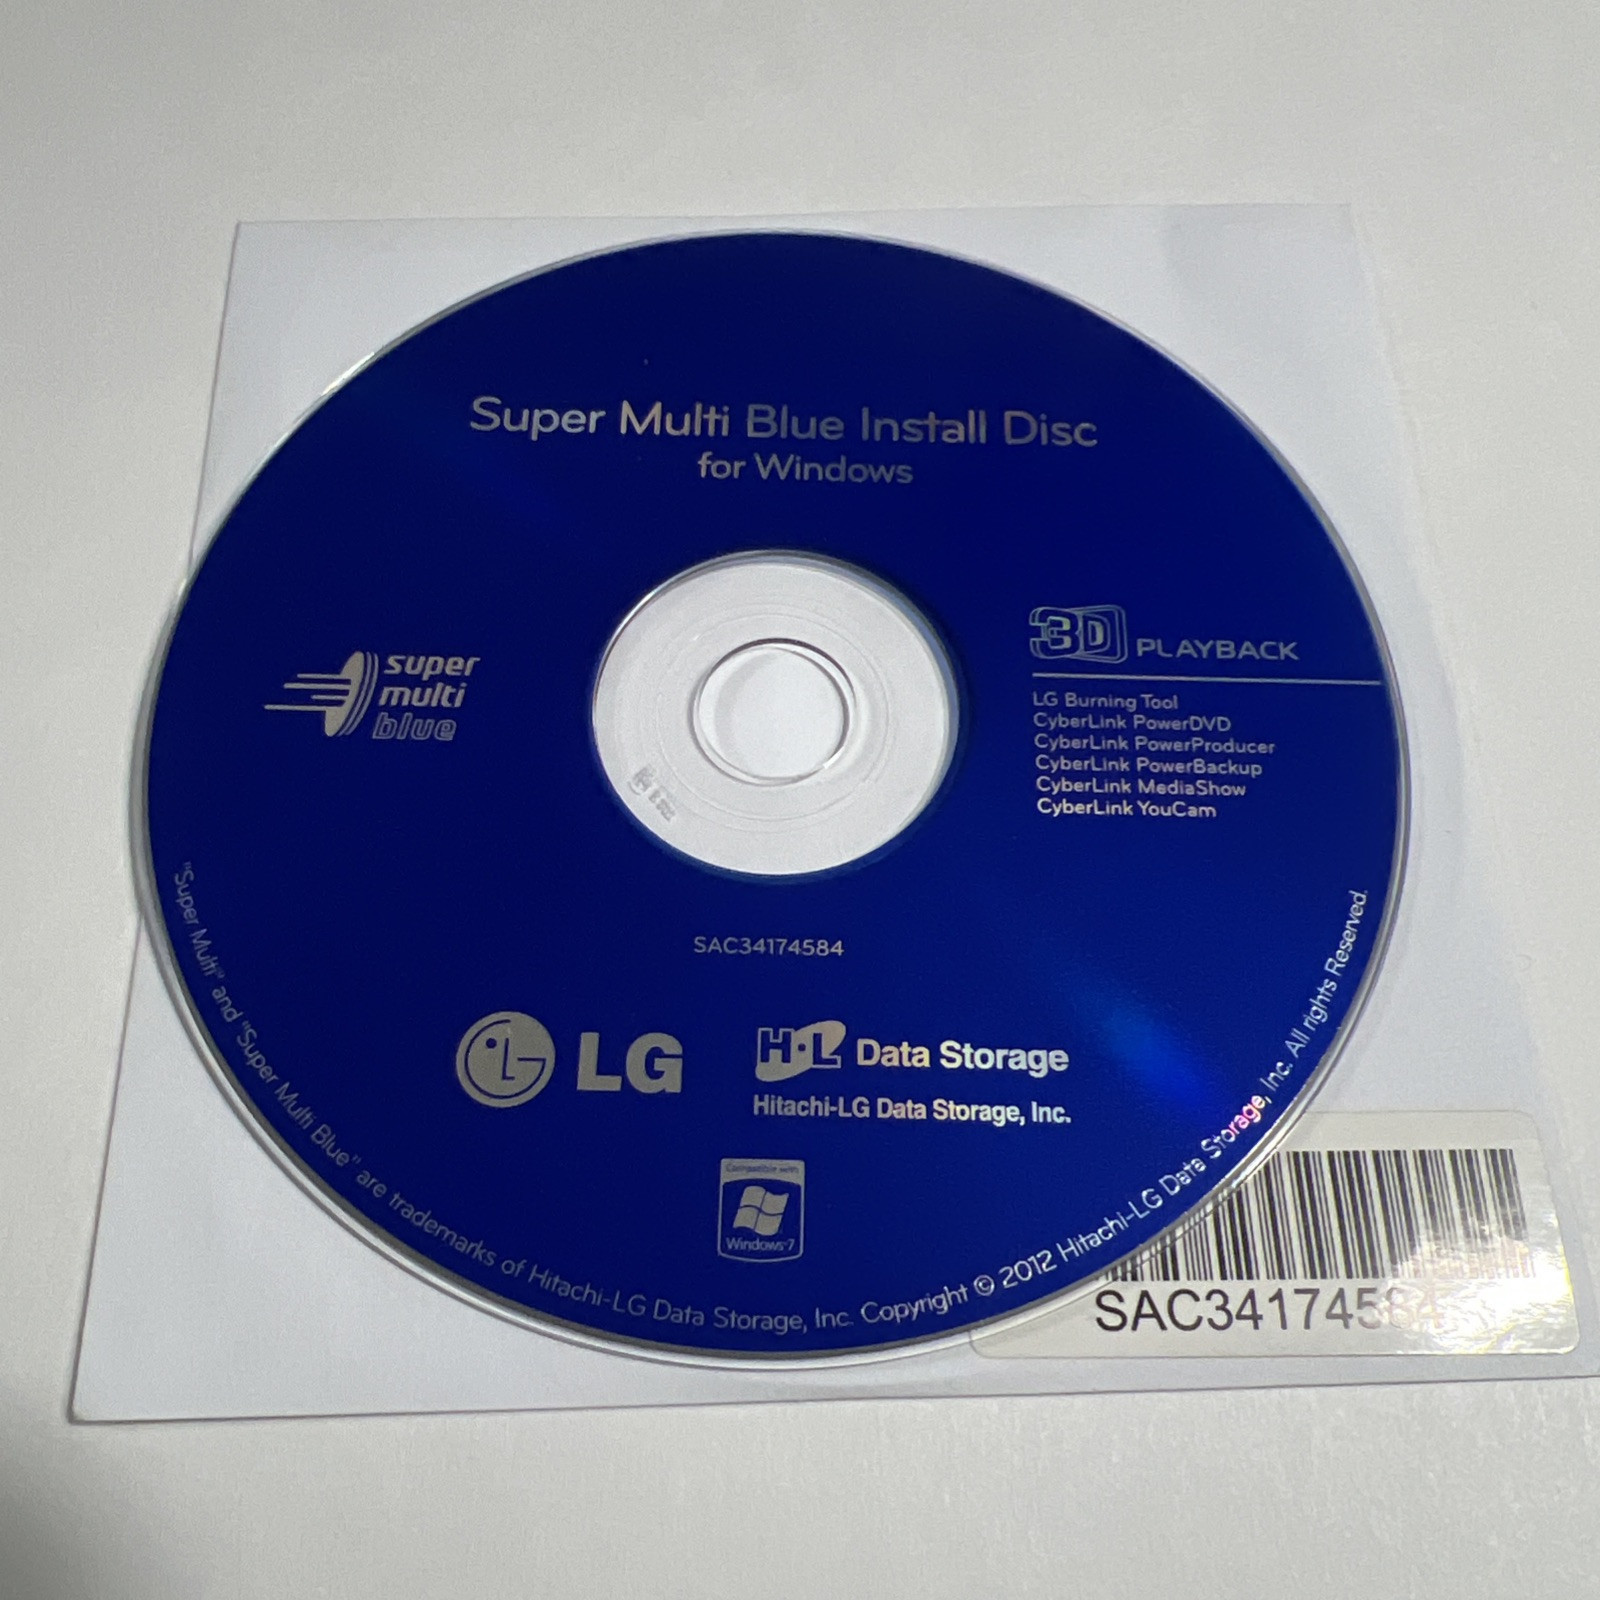 Super Multi Blue Install Disc
for Windows
super
multi
blue
3D PLAYBACK
LG Burning Tool
CyberLink PowerDVD
CyberLink PowerProducer
CyberLink PowerBackup
CyberLink MediaShow
CyberLink YouCam
SAC34174584
LG
H·L Data Storage
Hitachi-LG Data Storage, Inc.
Compatible with
Windows 7
"Super Multi" and "Super Multi Blue" are trademarks of Hitachi-LG Data Storage, Inc. Copyright © 2012 Hitachi-LG Data Storage, Inc. All rights Reserved.
SAC34174584